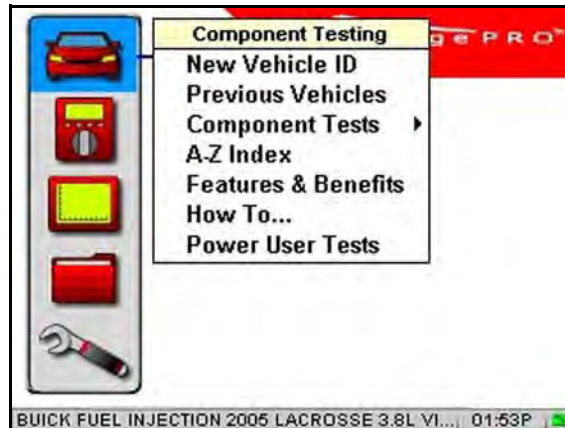 Component Testing
gePRO™
New Vehicle ID
Previous Vehicles
Component Tests
A-Z Index
Features & Benefits
How To...
Power User Tests
BUICK FUEL INJECTION 2005 LACROSSE 3.8L VI... 01:53P